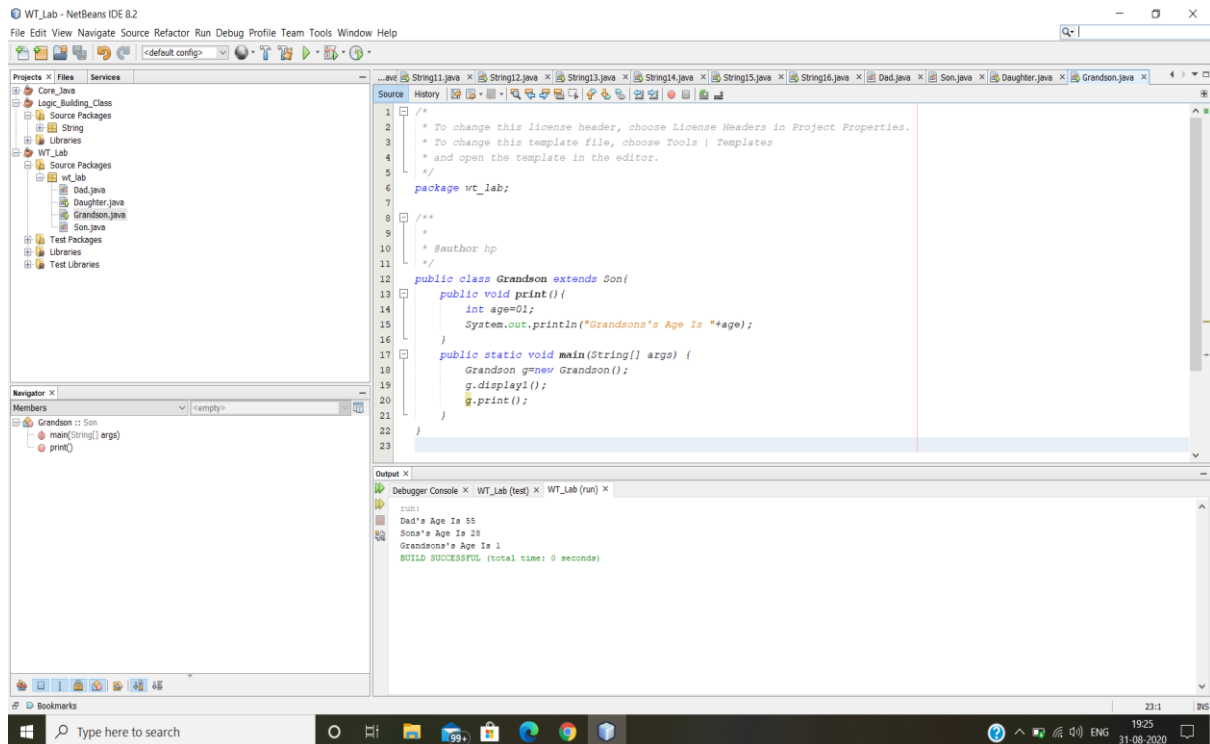 WT_Lab - NetBeans IDE 8.2
File Edit View Navigate Source Refactor Run Debug Profile Team Tools Window Help
<default config>
Projects Files Services
Core_Java
Logic_Building_Class
Source Packages
String
Libraries
WT_Lab
Source Packages
wt_lab
Dad.java
Daughter.java
Grandson.java
Son.java
Test Packages
Libraries
Test Libraries
Navigator
Members <empty>
Grandson :: Son
main(String[] args)
print()
...ava String11.java String12.java String13.java String14.java String15.java String16.java Dad.java Son.java Daughter.java Grandson.java
Source History
1 /*
2 * To change this license header, choose License Headers in Project Properties.
3 * To change this template file, choose Tools | Templates
4 * and open the template in the editor.
5 */
6 package wt_lab;
7
8 /**
9 *
10 * @author hp
11 */
12 public class Grandson extends Son{
13 public void print(){
14 int age=01;
15 System.out.println("Grandsons's Age Is "+age);
16 }
17 public static void main(String[] args) {
18 Grandson g=new Grandson();
19 g.display1();
20 g.print();
21 }
22 }
23
Output
Debugger Console WT_Lab (test) WT_Lab (run)
run:
Dad's Age Is 55
Sons's Age Is 28
Grandsons's Age Is 1
BUILD SUCCESSFUL (total time: 0 seconds)
Bookmarks
23:1 INS
Type here to search
99+
ENG
19:25
31-08-2020